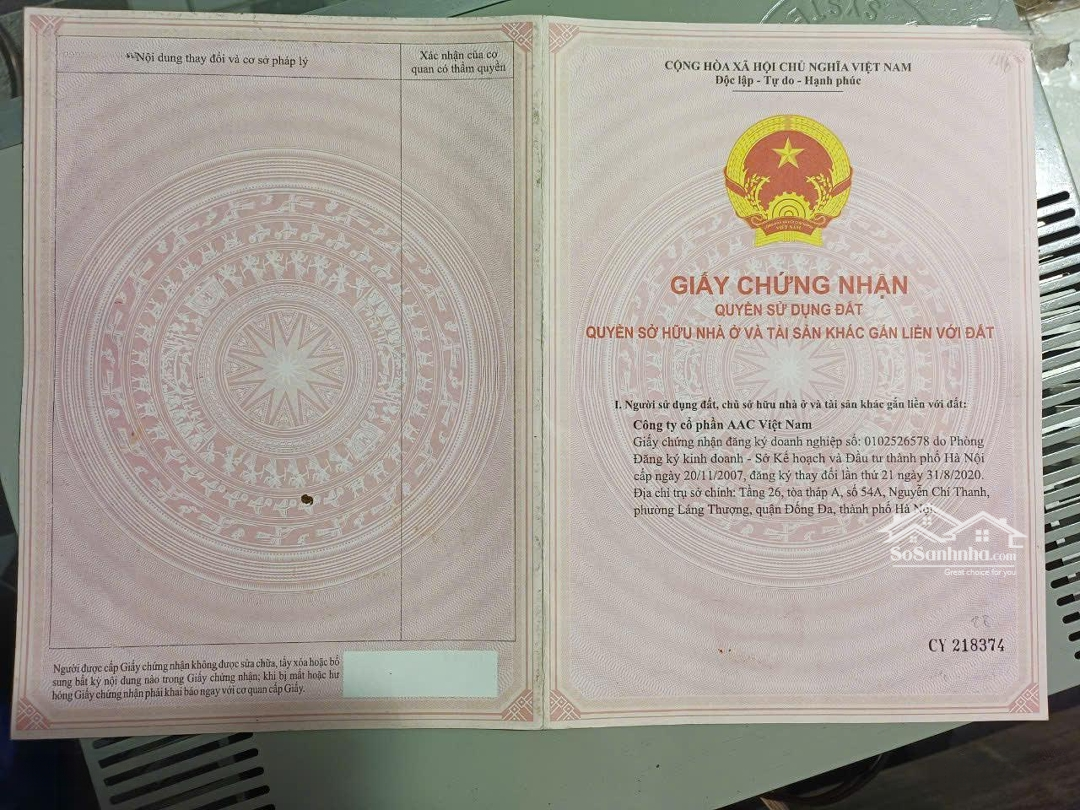 Nội dung thay đổi và cơ sở pháp lý
Xác nhận của cơ
quan có thẩm quyền
Người được cấp Giấy chứng nhận không được sửa chữa, tẩy xóa hoặc bổ
sung bất kỳ nội dung nào trong Giấy chứng nhận; khi bị mất hoặc hư
hỏng Giấy chứng nhận phải khai báo ngay với cơ quan cấp Giấy.
CỘNG HÒA XÃ HỘI CHỦ NGHĨA VIỆT NAM
Độc lập - Tự do - Hạnh phúc
VIỆT NAM
GIẤY CHỨNG NHẬN
QUYỀN SỬ DỤNG ĐẤT
QUYỀN SỞ HỮU NHÀ Ở VÀ TÀI SẢN KHÁC GẮN LIỀN VỚI ĐẤT
I. Người sử dụng đất, chủ sở hữu nhà ở và tài sản khác gắn liền với đất:
Công ty cổ phần AAC Việt Nam
Giấy chứng nhận đăng ký doanh nghiệp số: 0102526578 do Phòng
Đăng ký kinh doanh - Sở Kế hoạch và Đầu tư thành phố Hà Nội
cấp ngày 20/11/2007, đăng ký thay đổi lần thứ 21 ngày 31/8/2020.
Địa chỉ trụ sở chính: Tầng 26, tòa tháp A, số 54A, Nguyễn Chí Thanh,
phường Láng Thượng, quận Đống Đa, thành phố Hà Nội.
SoSanhnha.com
Great choice for you
CY 218374